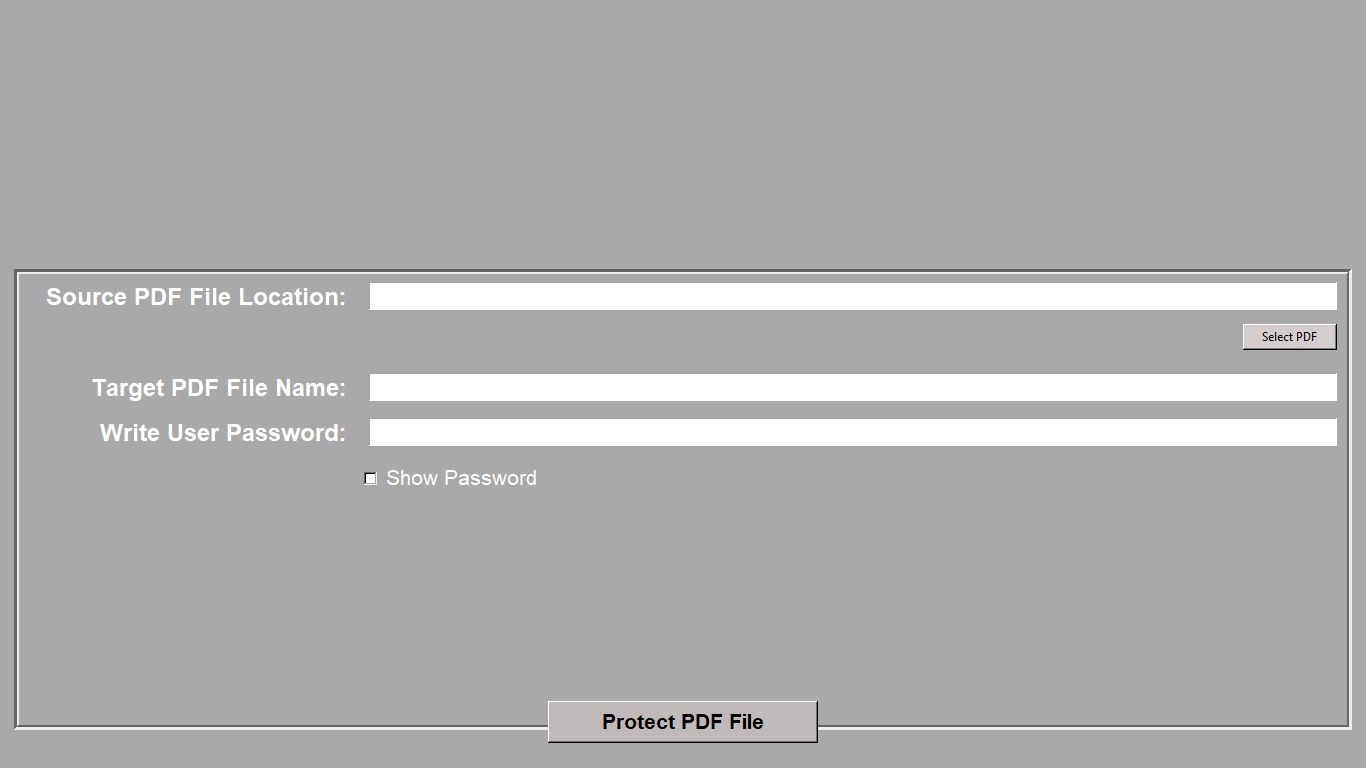 Source PDF File Location:
Select PDF
Target PDF File Name:
Write User Password:
Show Password
Protect PDF File